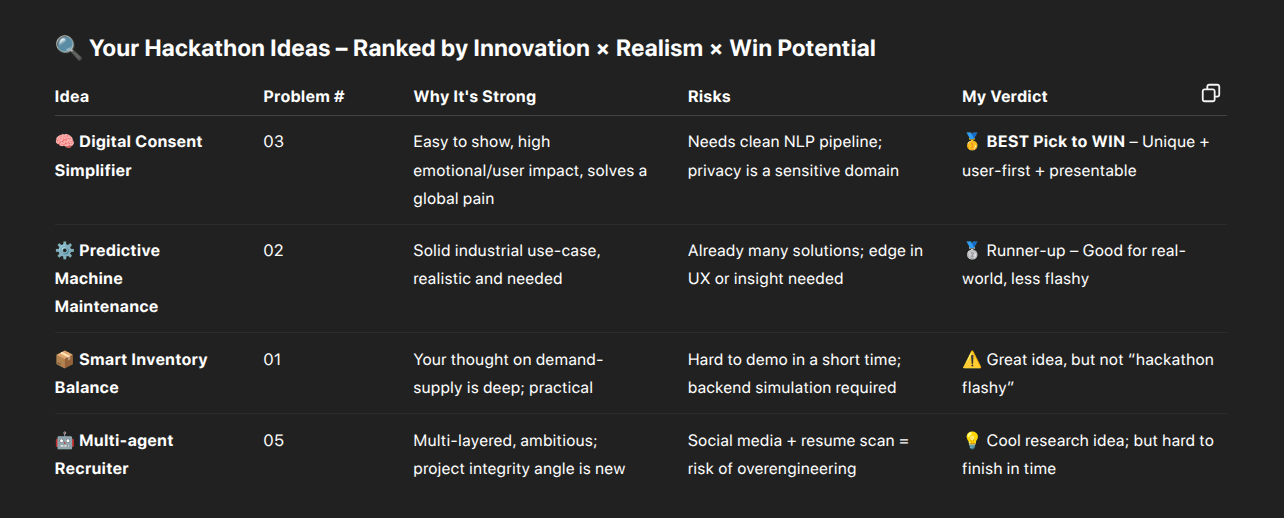 🔍 Your Hackathon Ideas – Ranked by Innovation × Realism × Win Potential
Idea Problem # Why It's Strong Risks My Verdict
🧠 Digital Consent 03 Easy to show, high Needs clean NLP pipeline; 🥇 BEST Pick to WIN – Unique +
Simplifier emotional/user impact, solves a privacy is a sensitive domain user-first + presentable
global pain
⚙️ Predictive 02 Solid industrial use-case, Already many solutions; edge in 🥈 Runner-up – Good for real-
Machine realistic and needed UX or insight needed world, less flashy
Maintenance
📦 Smart Inventory 01 Your thought on demand- Hard to demo in a short time; ⚠️ Great idea, but not “hackathon
Balance supply is deep; practical backend simulation required flashy”
🤖 Multi-agent 05 Multi-layered, ambitious; Social media + resume scan = 💡 Cool research idea; but hard to
Recruiter project integrity angle is new risk of overengineering finish in time